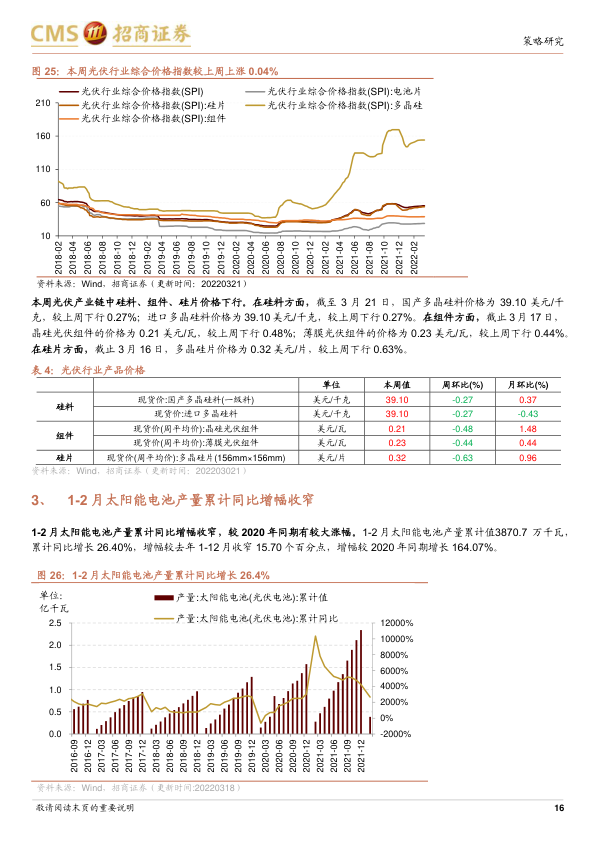 CMS 招商证券
策略研究
图 25：本周光伏行业综合价格指数较上周上涨 0.04%
光伏行业综合价格指数(SPI)
光伏行业综合价格指数(SPI):电池片
光伏行业综合价格指数(SPI):硅片
光伏行业综合价格指数(SPI):多晶硅
光伏行业综合价格指数(SPI):组件
210
160
110
60
10
2018-02 2018-04 2018-06 2018-08 2018-10 2018-12 2019-02 2019-04 2019-06 2019-08 2019-10 2019-12 2020-02 2020-04 2020-06 2020-08 2020-10 2020-12 2021-02 2021-04 2021-06 2021-08 2021-10 2021-12 2022-02
资料来源：Wind，招商证券（更新时间：20220321）
本周光伏产业链中硅料、组件、硅片价格下行。在硅料方面，截至 3 月 21 日，国产多晶硅料价格为 39.10 美元/千
克，较上周下行 0.27%；进口多晶硅料价格为 39.10 美元/千克，较上周下行 0.27%。在组件方面，截止 3 月 17 日，
晶硅光伏组件的价格为 0.21 美元/瓦，较上周下行 0.48%；薄膜光伏组件的价格为 0.23 美元/瓦，较上周下行 0.44%。
在硅片方面，截止 3 月 16 日，多晶硅片价格为 0.32 美元/片，较上周下行 0.63%。
表 4：光伏行业产品价格
单位 本周值 周环比(%) 月环比(%)
硅料 现货价:国产多晶硅料(一级料) 美元/千克 39.10 -0.27 0.37
现货价:进口多晶硅料 美元/千克 39.10 -0.27 -0.43
组件 现货价(周平均价):晶硅光伏组件 美元/瓦 0.21 -0.48 1.48
现货价(周平均价):薄膜光伏组件 美元/瓦 0.23 -0.44 0.44
硅片 现货价(周平均价):多晶硅片(156mm×156mm) 美元/片 0.32 -0.63 0.96
资料来源：Wind，招商证券（更新时间：202203021）
3、 1-2 月太阳能电池产量累计同比增幅收窄
1-2 月太阳能电池产量累计同比增幅收窄，较 2020 年同期有较大涨幅。1-2 月太阳能电池产量累计值3870.7 万千瓦，
累计同比增长 26.40%，增幅较去年 1-12 月收窄 15.70 个百分点，增幅较 2020 年同期增长 164.07%。
图 26：1-2 月太阳能电池产量累计同比增长 26.4%
单位:
亿千瓦
产量:太阳能电池(光伏电池):累计值
产量:太阳能电池(光伏电池):累计同比
2.5
2.0
1.5
1.0
0.5
0.0
12000%
10000%
8000%
6000%
4000%
2000%
0%
-2000%
2016-09 2016-12 2017-03 2017-06 2017-09 2017-12 2018-03 2018-06 2018-09 2018-12 2019-03 2019-06 2019-09 2019-12 2020-03 2020-06 2020-09 2020-12 2021-03 2021-06 2021-09 2021-12
资料来源：Wind，招商证券（更新时间:20220318）
敬请阅读末页的重要说明
16